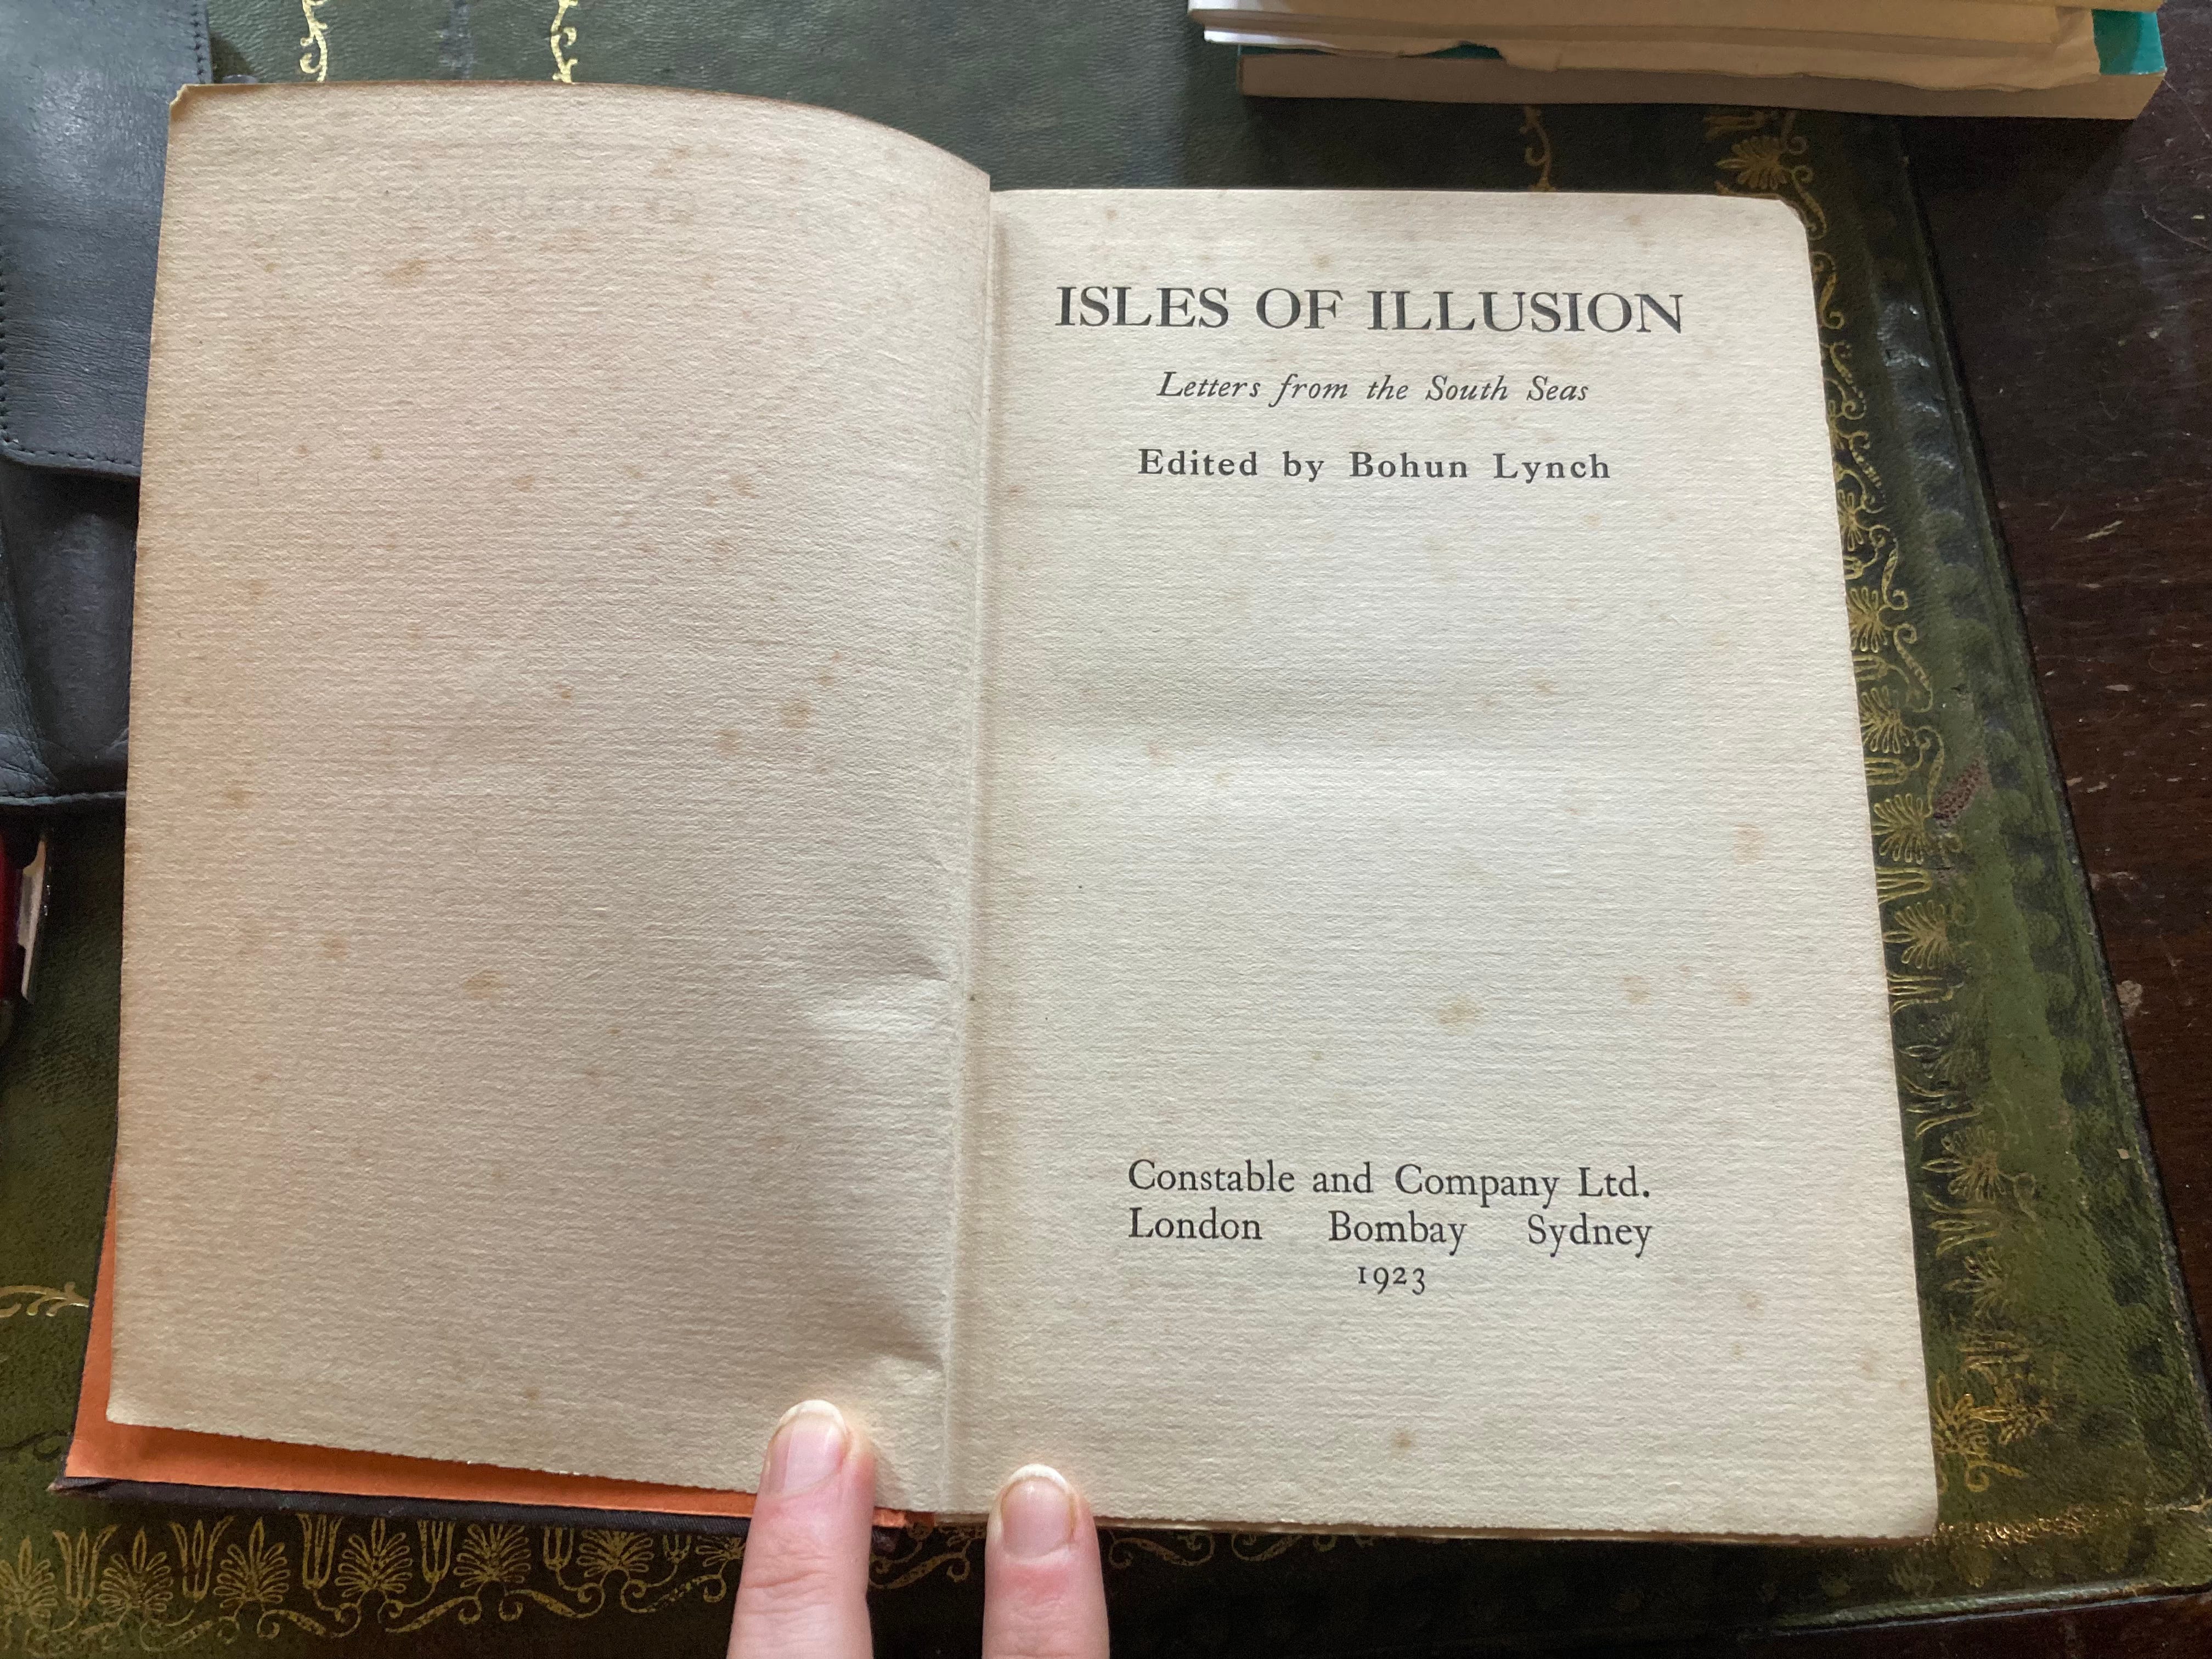 ISLES OF ILLUSION
Letters from the South Seas
Edited by Bohun Lynch
Constable and Company Ltd.
London Bombay Sydney
1923